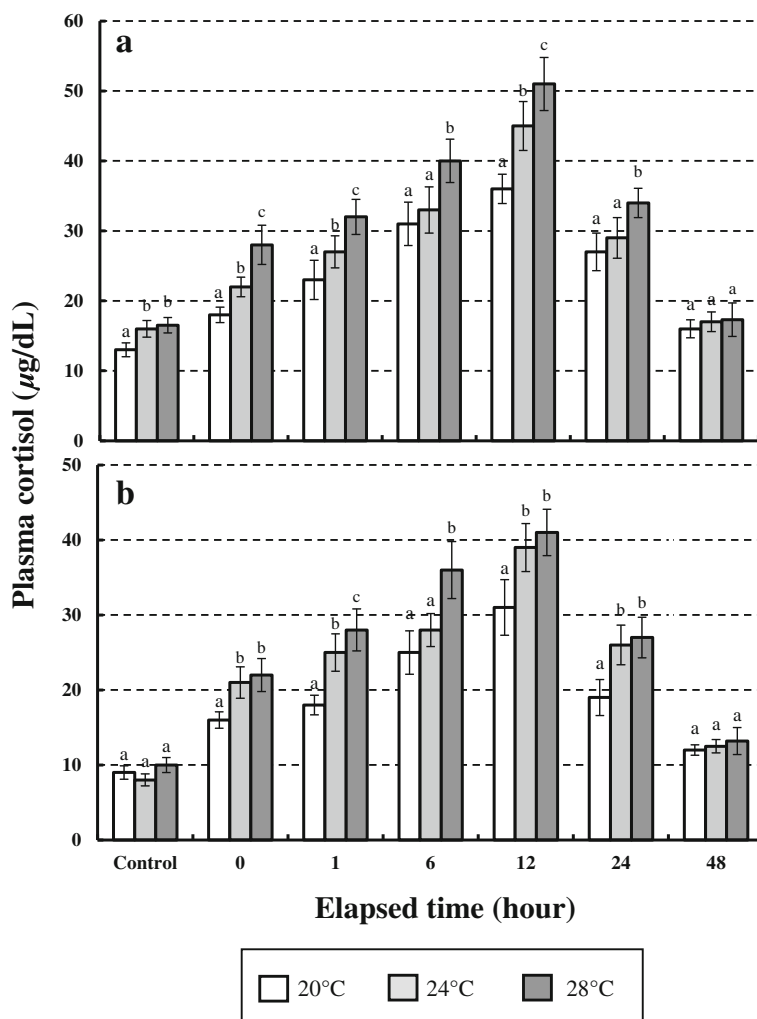 60
a
50
40
30
20
10
0
a b b
a b c
a b c
a a b
a b c
a a b
a a a
Plasma cortisol (µg/dL)
50
b
40
30
20
10
0
a a a
a b b
a b c
a a b
a b b
a b b
a a a
Control 0 1 6 12 24 48
Elapsed time (hour)
20°C 24°C 28°C